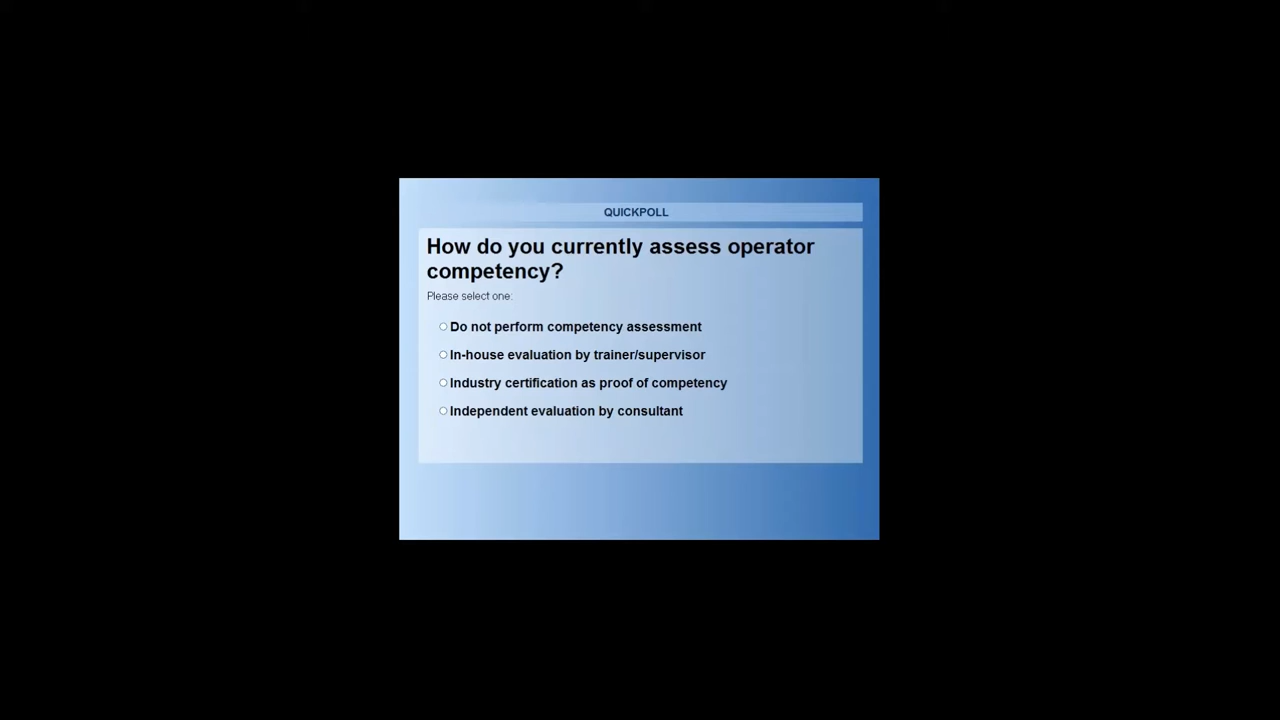 QUICKPOLL
How do you currently assess operator
competency?
Please select one:
Do not perform competency assessment
In-house evaluation by trainer/supervisor
Industry certification as proof of competency
Independent evaluation by consultant